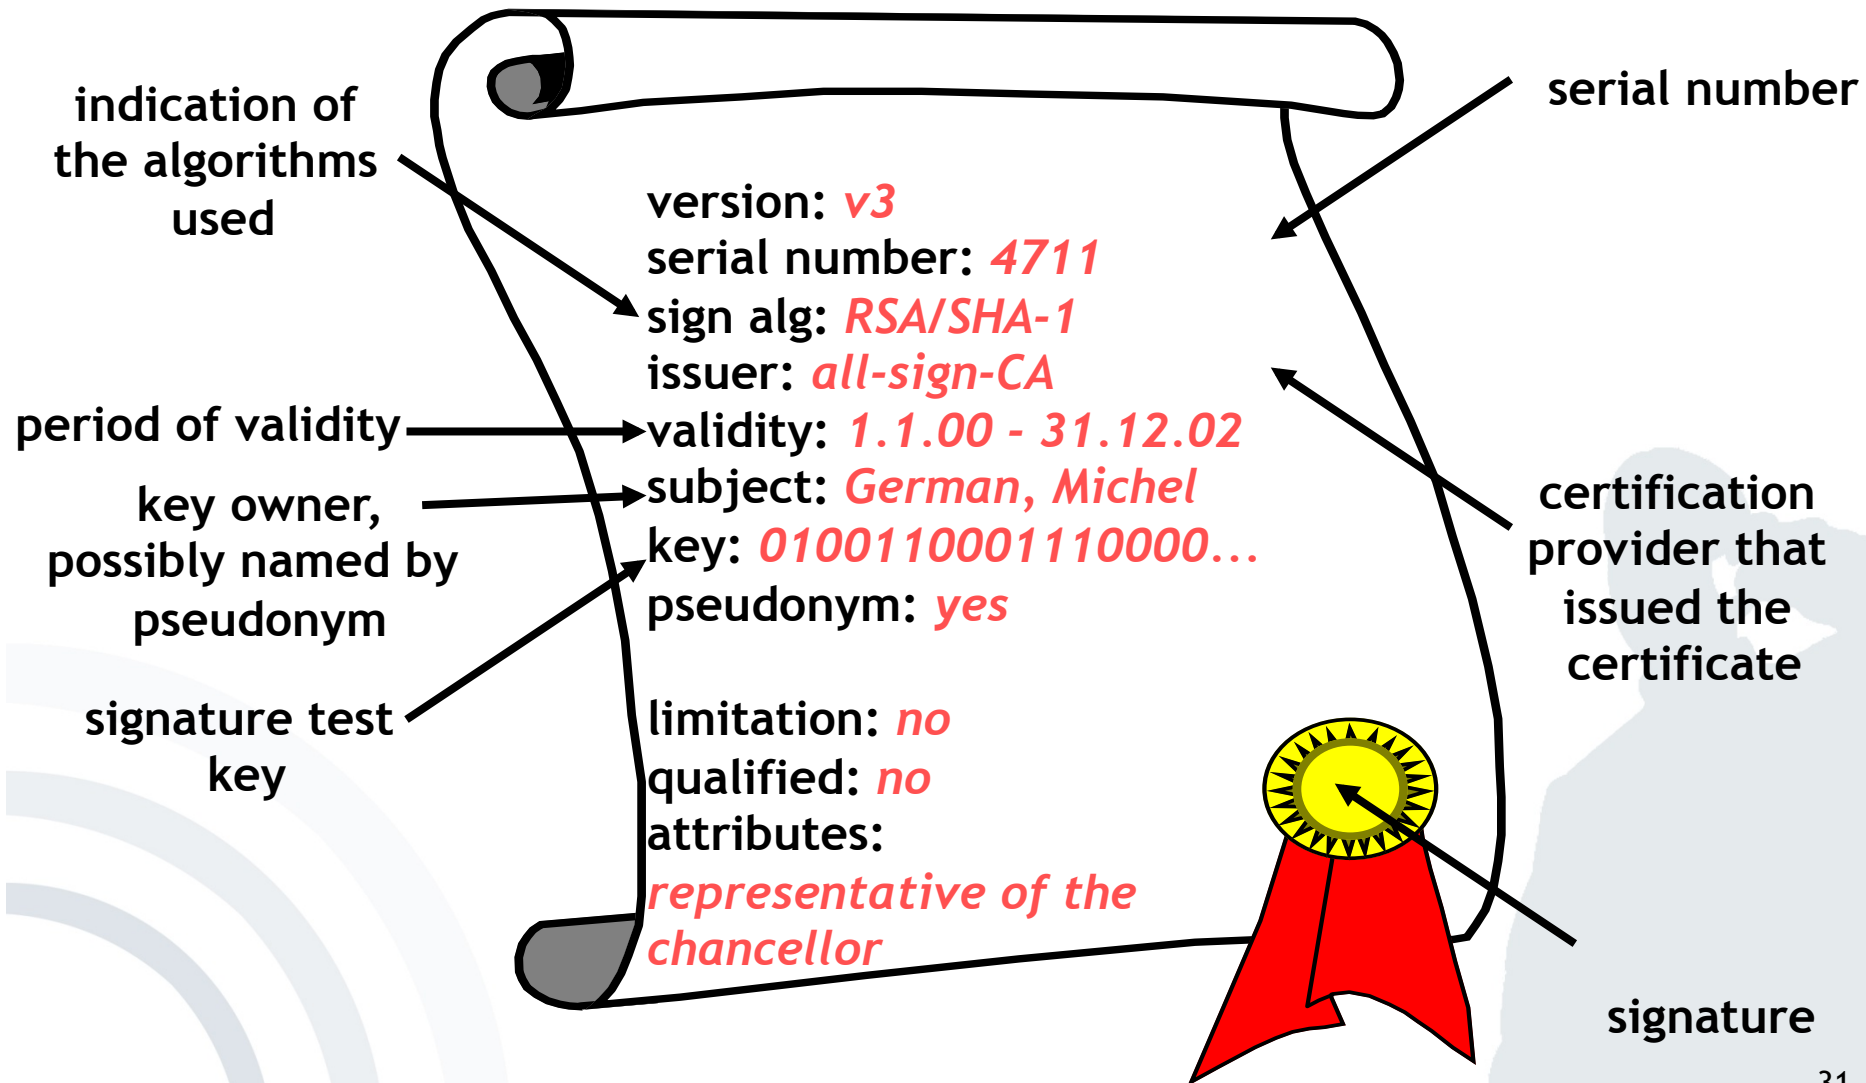 indication of
the algorithms
used
serial number
version: v3
serial number: 4711
sign alg: RSA/SHA-1
issuer: all-sign-CA
period of validity
validity: 1.1.00 - 31.12.02
key owner,
possibly named by
pseudonym
subject: German, Michel
key: 0100110001110000...
pseudonym: yes
certification
provider that
issued the
certificate
signature test
key
limitation: no
qualified: no
attributes:
representative of the
chancellor
signature
31